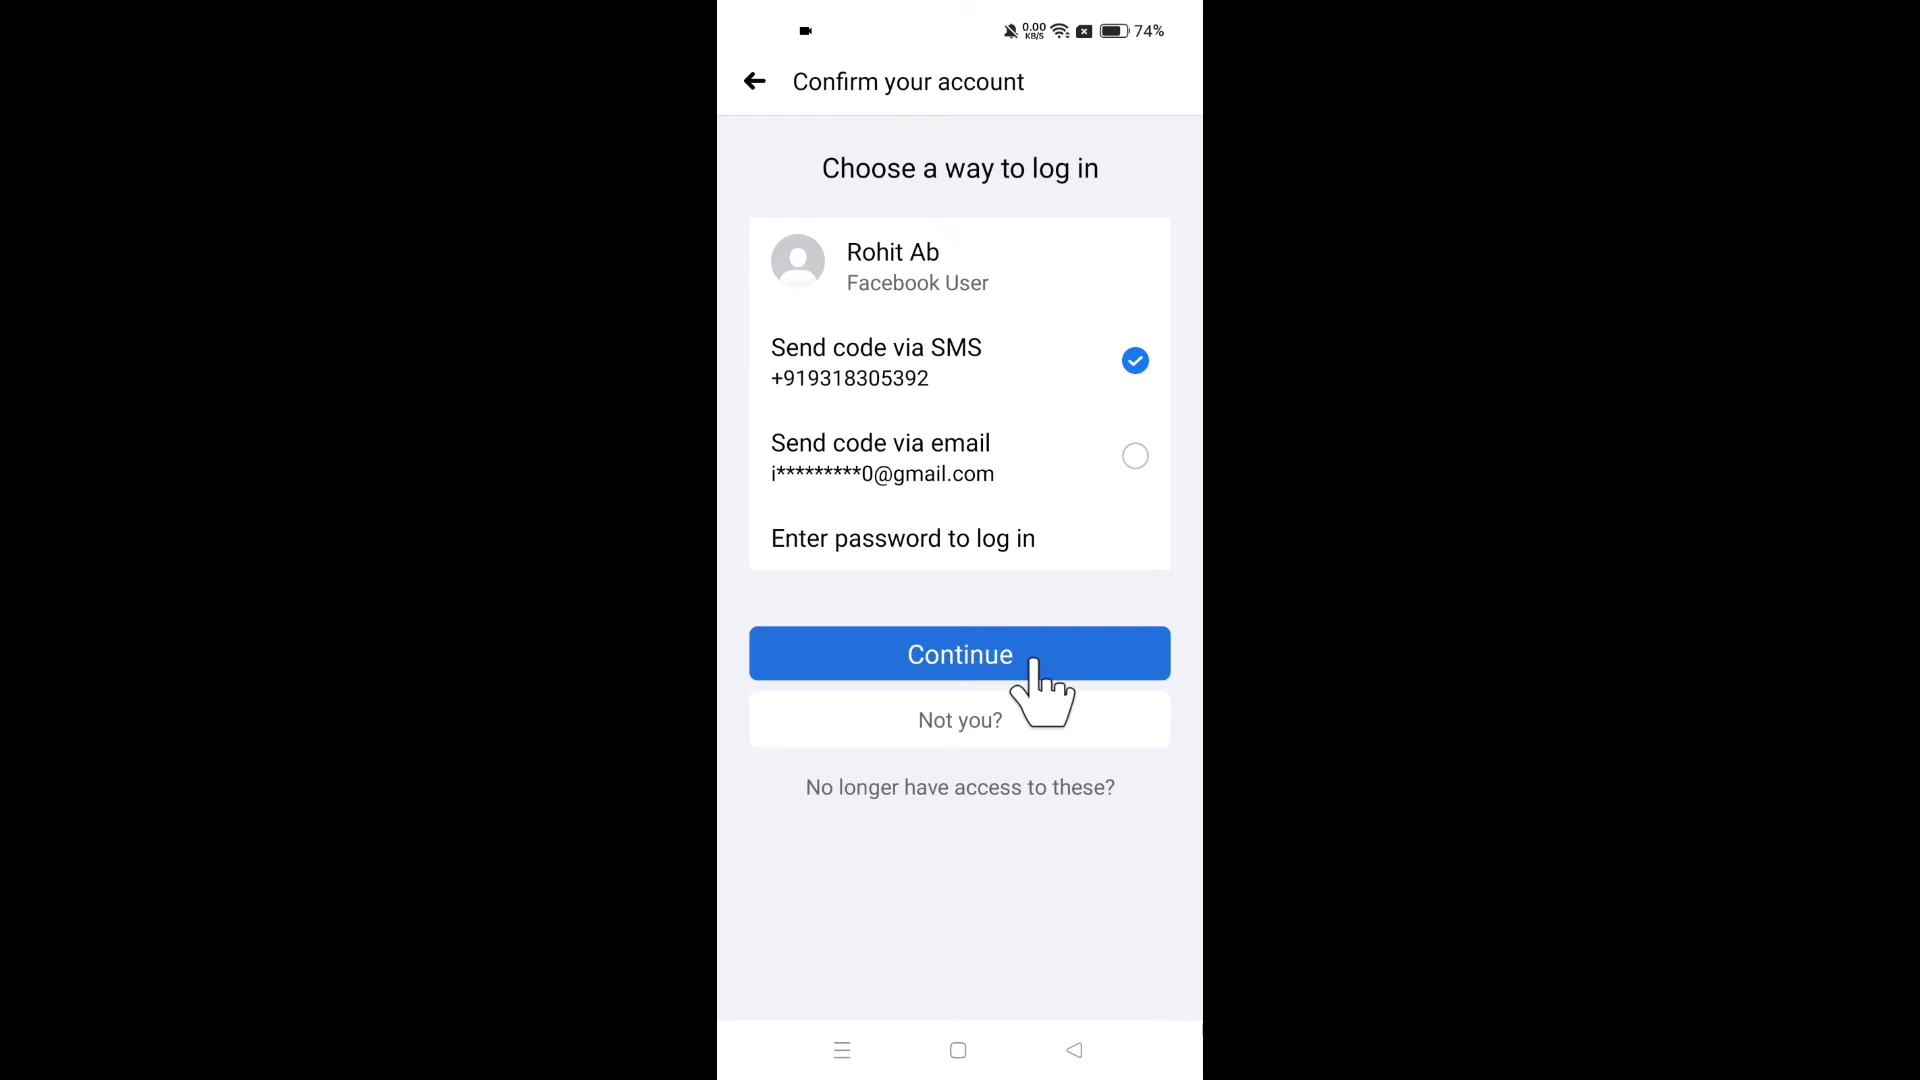 0.00
KB/S
74%
Confirm your account
Choose a way to log in
Rohit Ab
Facebook User
Send code via SMS
+919318305392
Send code via email
i*********0@gmail.com
Enter password to log in
Continue
Not you?
No longer have access to these?